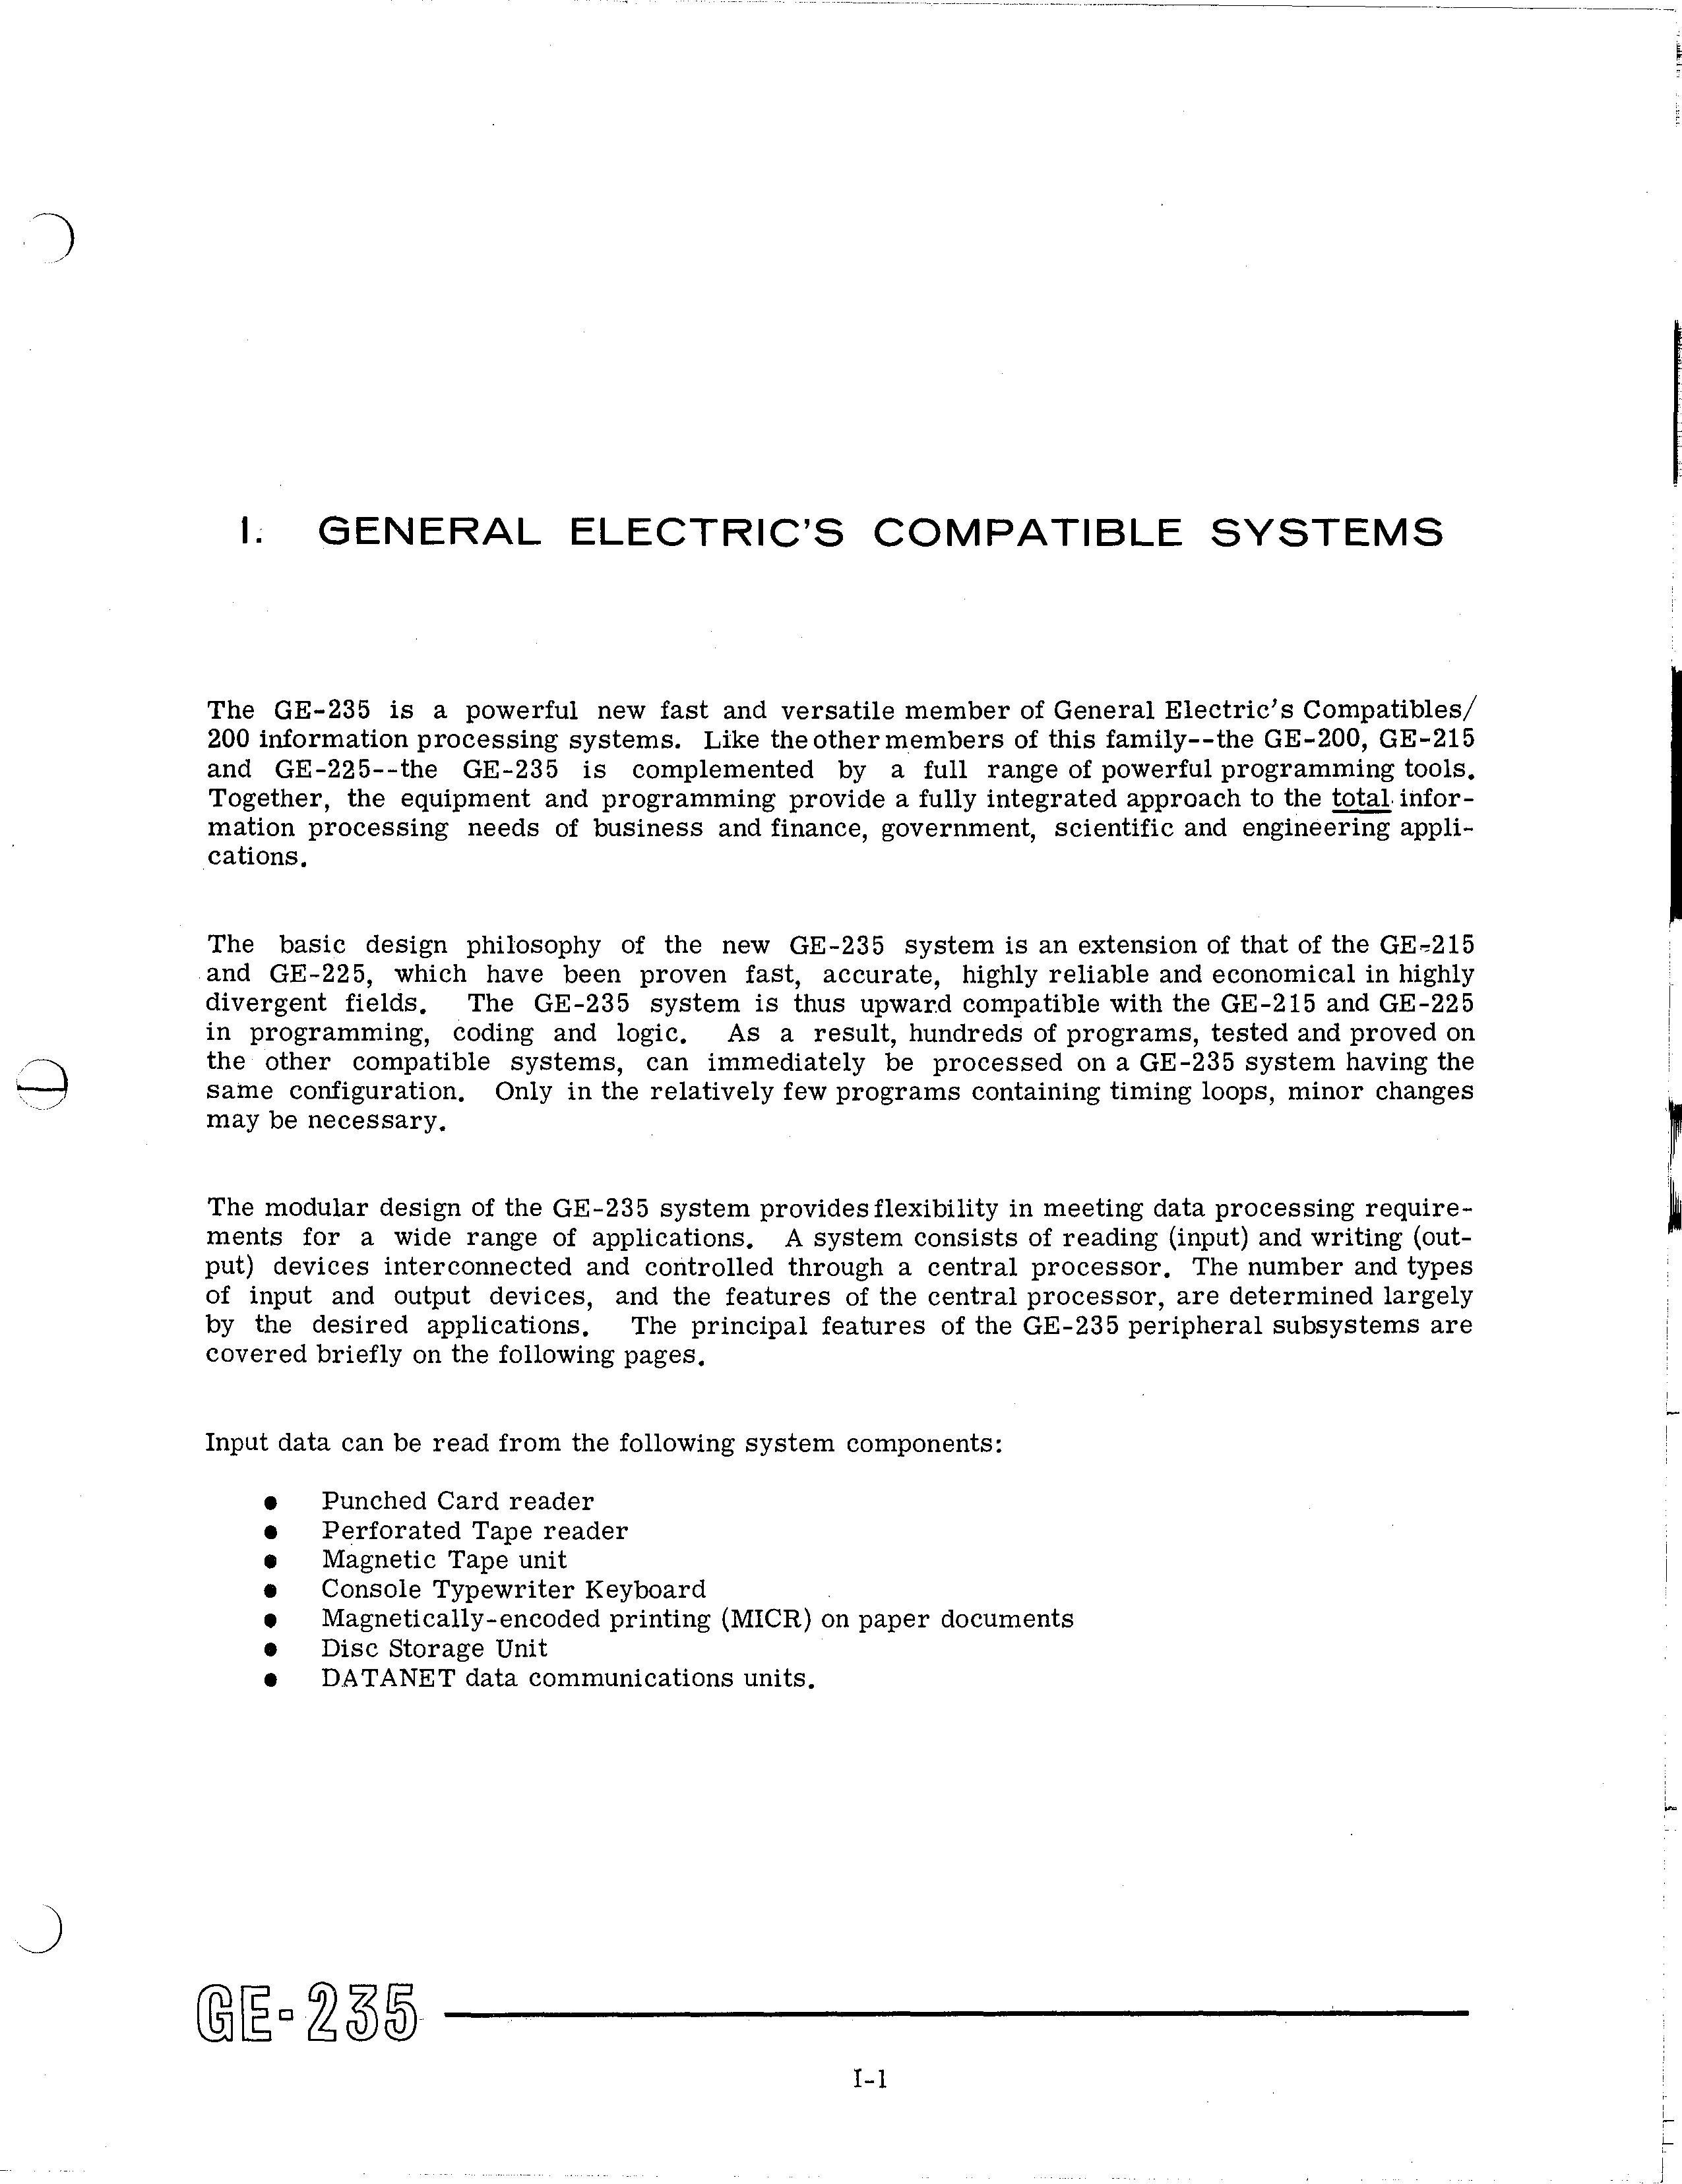 I. GENERAL ELECTRIC'S COMPATIBLE SYSTEMS
The GE-235 is a powerful new fast and versatile member of General Electric's Compatibles/
200 information processing systems. Like the other members of this family--the GE-200, GE-215
and GE-225--the GE-235 is complemented by a full range of powerful programming tools.
Together, the equipment and programming provide a fully integrated approach to the total infor-
mation processing needs of business and finance, government, scientific and engineering appli-
cations.
The basic design philosophy of the new GE-235 system is an extension of that of the GE-215
and GE-225, which have been proven fast, accurate, highly reliable and economical in highly
divergent fields. The GE-235 system is thus upward compatible with the GE-215 and GE-225
in programming, coding and logic. As a result, hundreds of programs, tested and proved on
the other compatible systems, can immediately be processed on a GE-235 system having the
same configuration. Only in the relatively few programs containing timing loops, minor changes
may be necessary.
The modular design of the GE-235 system provides flexibility in meeting data processing require-
ments for a wide range of applications. A system consists of reading (input) and writing (out-
put) devices interconnected and controlled through a central processor. The number and types
of input and output devices, and the features of the central processor, are determined largely
by the desired applications. The principal features of the GE-235 peripheral subsystems are
covered briefly on the following pages.
Input data can be read from the following system components:
● Punched Card reader
● Perforated Tape reader
● Magnetic Tape unit
● Console Typewriter Keyboard
● Magnetically-encoded printing (MICR) on paper documents
● Disc Storage Unit
● DATANET data communications units.
GE-235
I-1